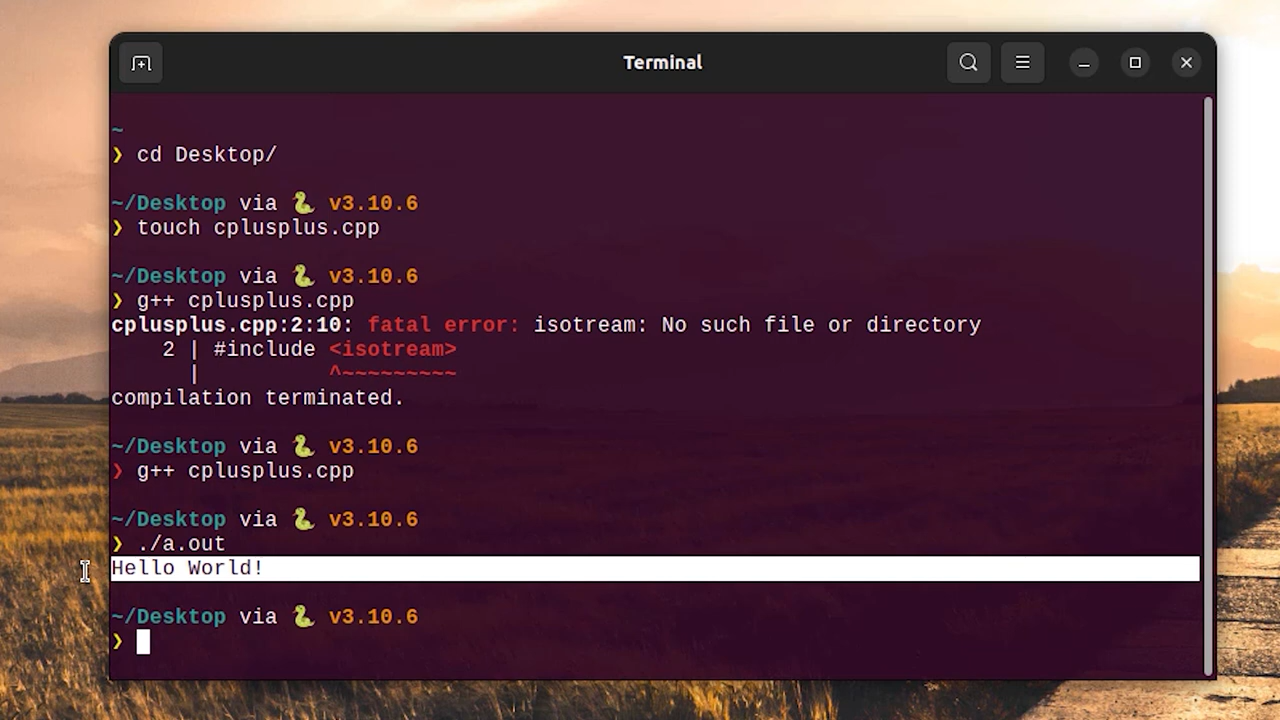 Terminal
~
❯ cd Desktop/
~/Desktop via 🐍 v3.10.6
❯ touch cplusplus.cpp
~/Desktop via 🐍 v3.10.6
❯ g++ cplusplus.cpp
cplusplus.cpp:2:10: fatal error: isotream: No such file or directory
    2 | #include <isotream>
      |          ^~~~~~~~~~
compilation terminated.
~/Desktop via 🐍 v3.10.6
❯ g++ cplusplus.cpp
~/Desktop via 🐍 v3.10.6
❯ ./a.out
Hello World!
~/Desktop via 🐍 v3.10.6
❯